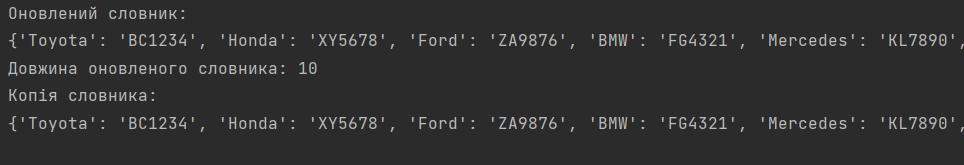 Оновлений словник:
{'Toyota': 'BC1234', 'Honda': 'XY5678', 'Ford': 'ZA9876', 'BMW': 'FG4321', 'Mercedes': 'KL7890',
Довжина оновленого словника: 10
Копія словника:
{'Toyota': 'BC1234', 'Honda': 'XY5678', 'Ford': 'ZA9876', 'BMW': 'FG4321', 'Mercedes': 'KL7890',